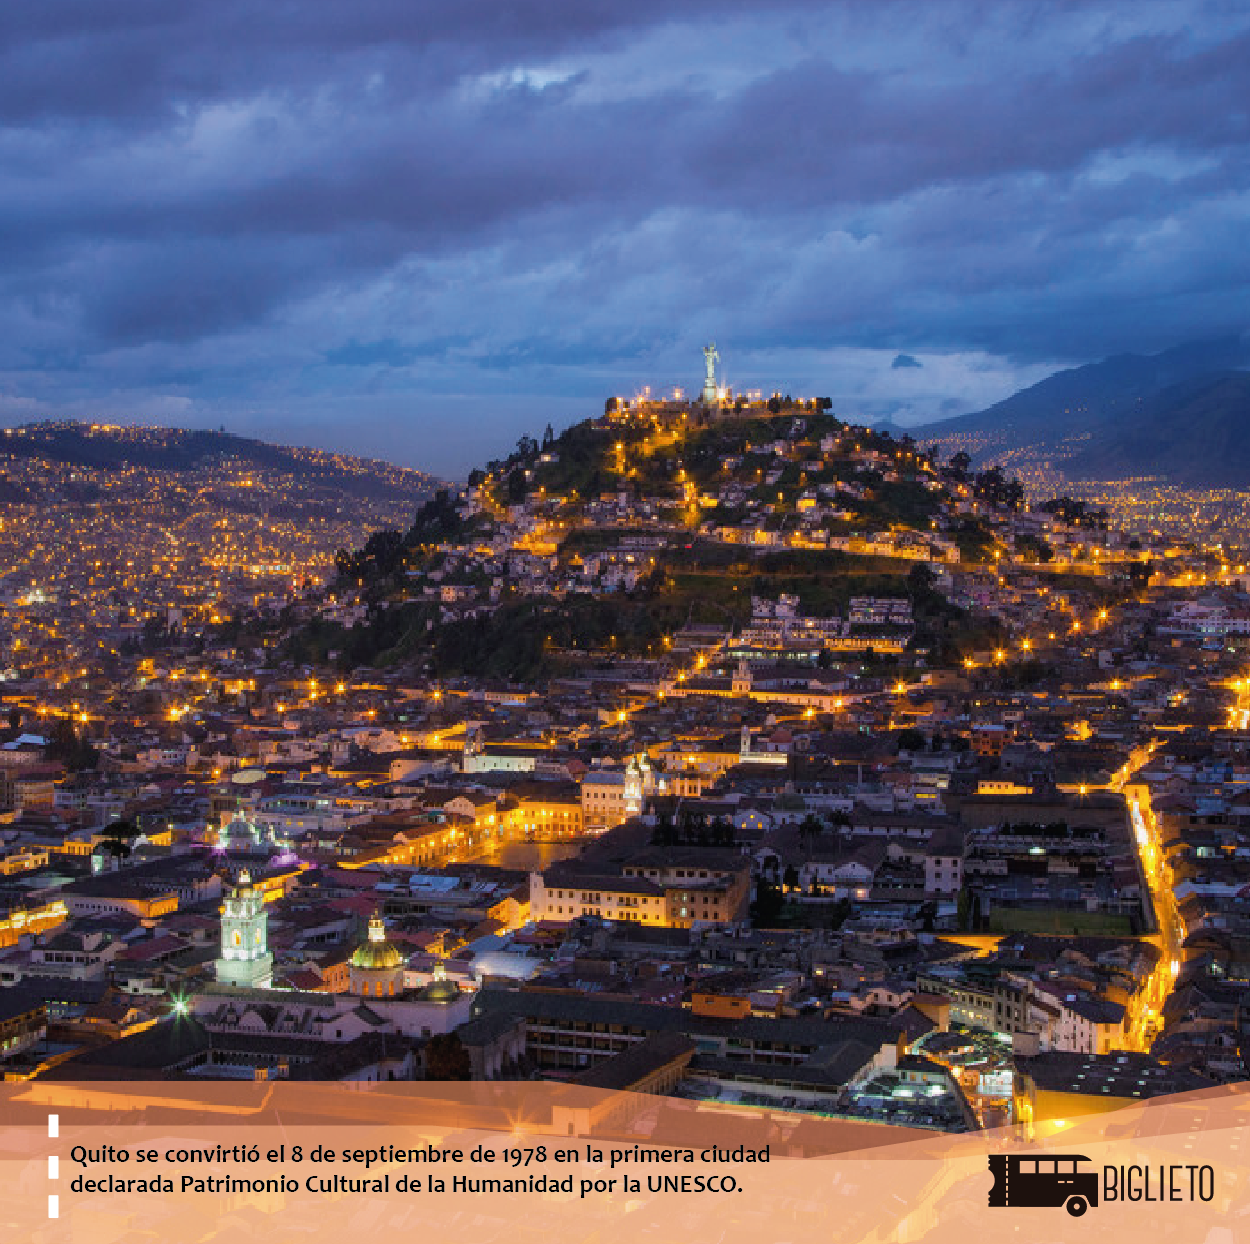 Quito se convirtió el 8 de septiembre de 1978 en la primera ciudad
declarada Patrimonio Cultural de la Humanidad por la UNESCO.
BIGLIETO